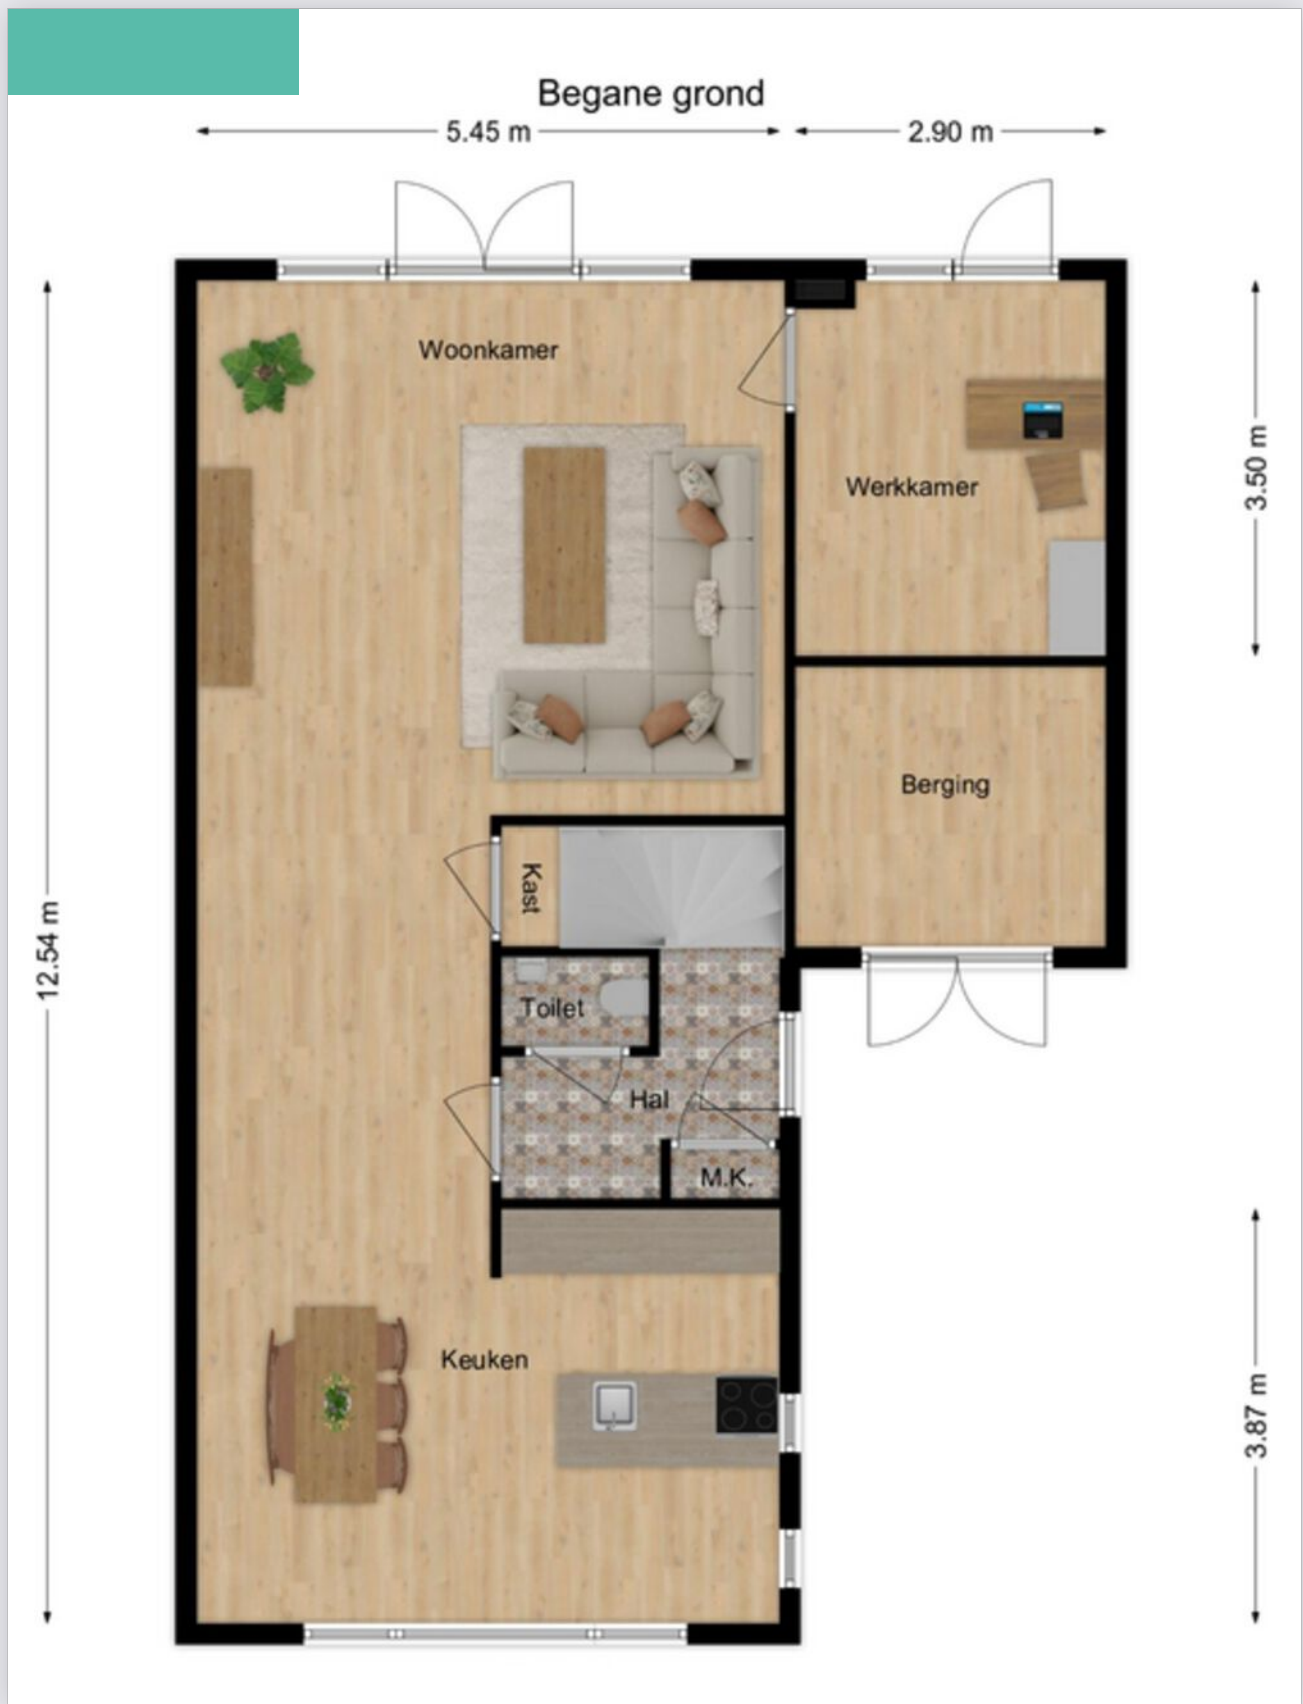 Begane grond
5.45 m
2.90 m
Woonkamer
3.50 m
Werkkamer
Berging
Kast
12.54 m
Toilet
Hal
M.K.
Keuken
3.87 m